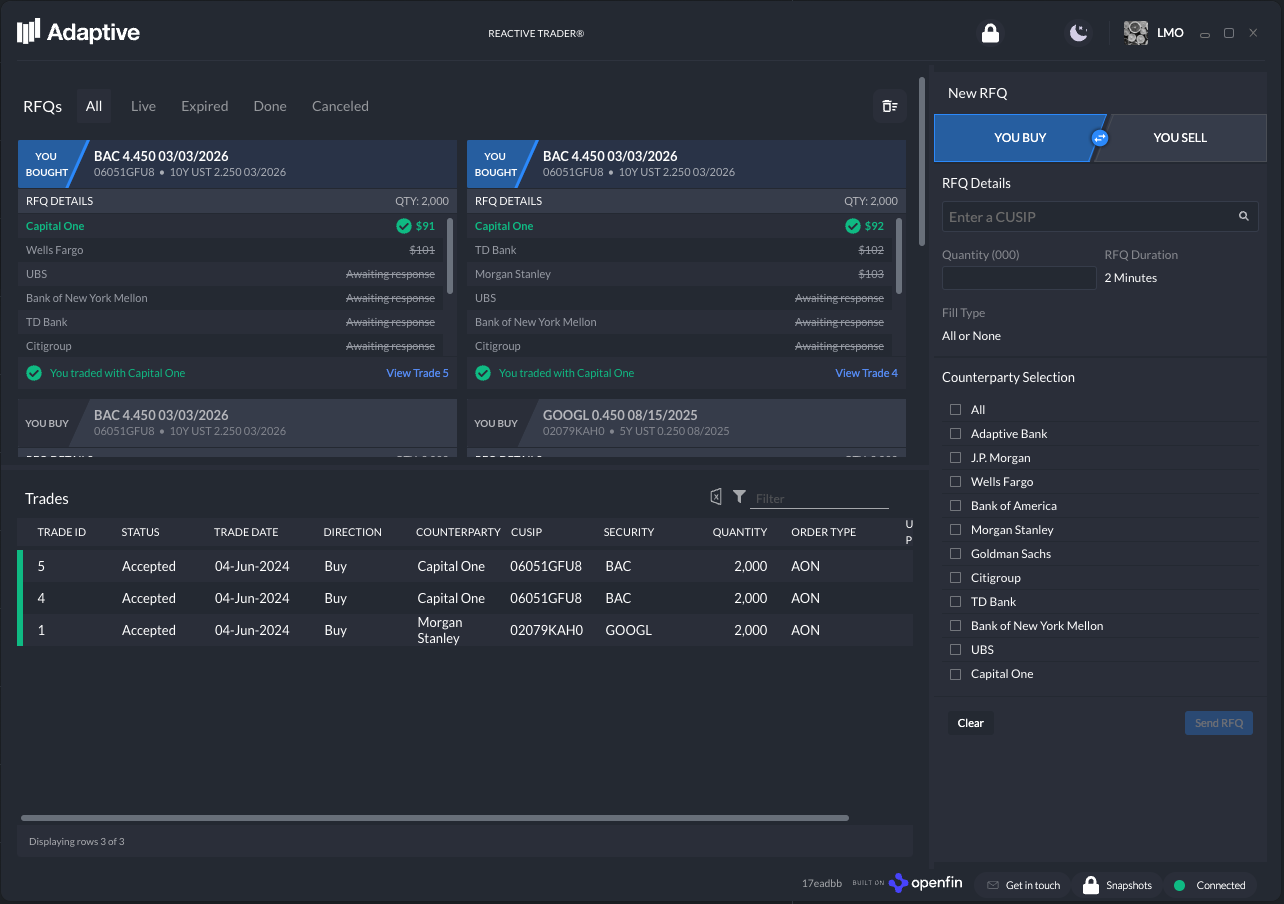 Adaptive
REACTIVE TRADER®
LMO
RFQs All Live Expired Done Canceled
YOU BOUGHT
BAC 4.450 03/03/2026
06051GFU8 • 10Y UST 2.250 03/2026
RFQ DETAILS QTY: 2,000
Capital One $91
Wells Fargo $101
UBS Awaiting response
Bank of New York Mellon Awaiting response
TD Bank Awaiting response
Citigroup Awaiting response
You traded with Capital One View Trade 5
YOU BOUGHT
BAC 4.450 03/03/2026
06051GFU8 • 10Y UST 2.250 03/2026
RFQ DETAILS QTY: 2,000
Capital One $92
TD Bank $102
Morgan Stanley $103
UBS Awaiting response
Bank of New York Mellon Awaiting response
Citigroup Awaiting response
You traded with Capital One View Trade 4
YOU BUY
BAC 4.450 03/03/2026
06051GFU8 • 10Y UST 2.250 03/2026
YOU BUY
GOOGL 0.450 08/15/2025
02079KAH0 • 5Y UST 0.250 08/2025
Trades
Filter
TRADE ID STATUS TRADE DATE DIRECTION COUNTERPARTY CUSIP SECURITY QUANTITY ORDER TYPE U
P
5 Accepted 04-Jun-2024 Buy Capital One 06051GFU8 BAC 2,000 AON
4 Accepted 04-Jun-2024 Buy Capital One 06051GFU8 BAC 2,000 AON
1 Accepted 04-Jun-2024 Buy Morgan Stanley 02079KAH0 GOOGL 2,000 AON
Displaying rows 3 of 3
New RFQ
YOU BUY YOU SELL
RFQ Details
Enter a CUSIP
Quantity (000) RFQ Duration
2 Minutes
Fill Type
All or None
Counterparty Selection
All
Adaptive Bank
J.P. Morgan
Wells Fargo
Bank of America
Morgan Stanley
Goldman Sachs
Citigroup
TD Bank
Bank of New York Mellon
UBS
Capital One
Clear Send RFQ
17eadbb BUILT ON openfin Get in touch Snapshots Connected